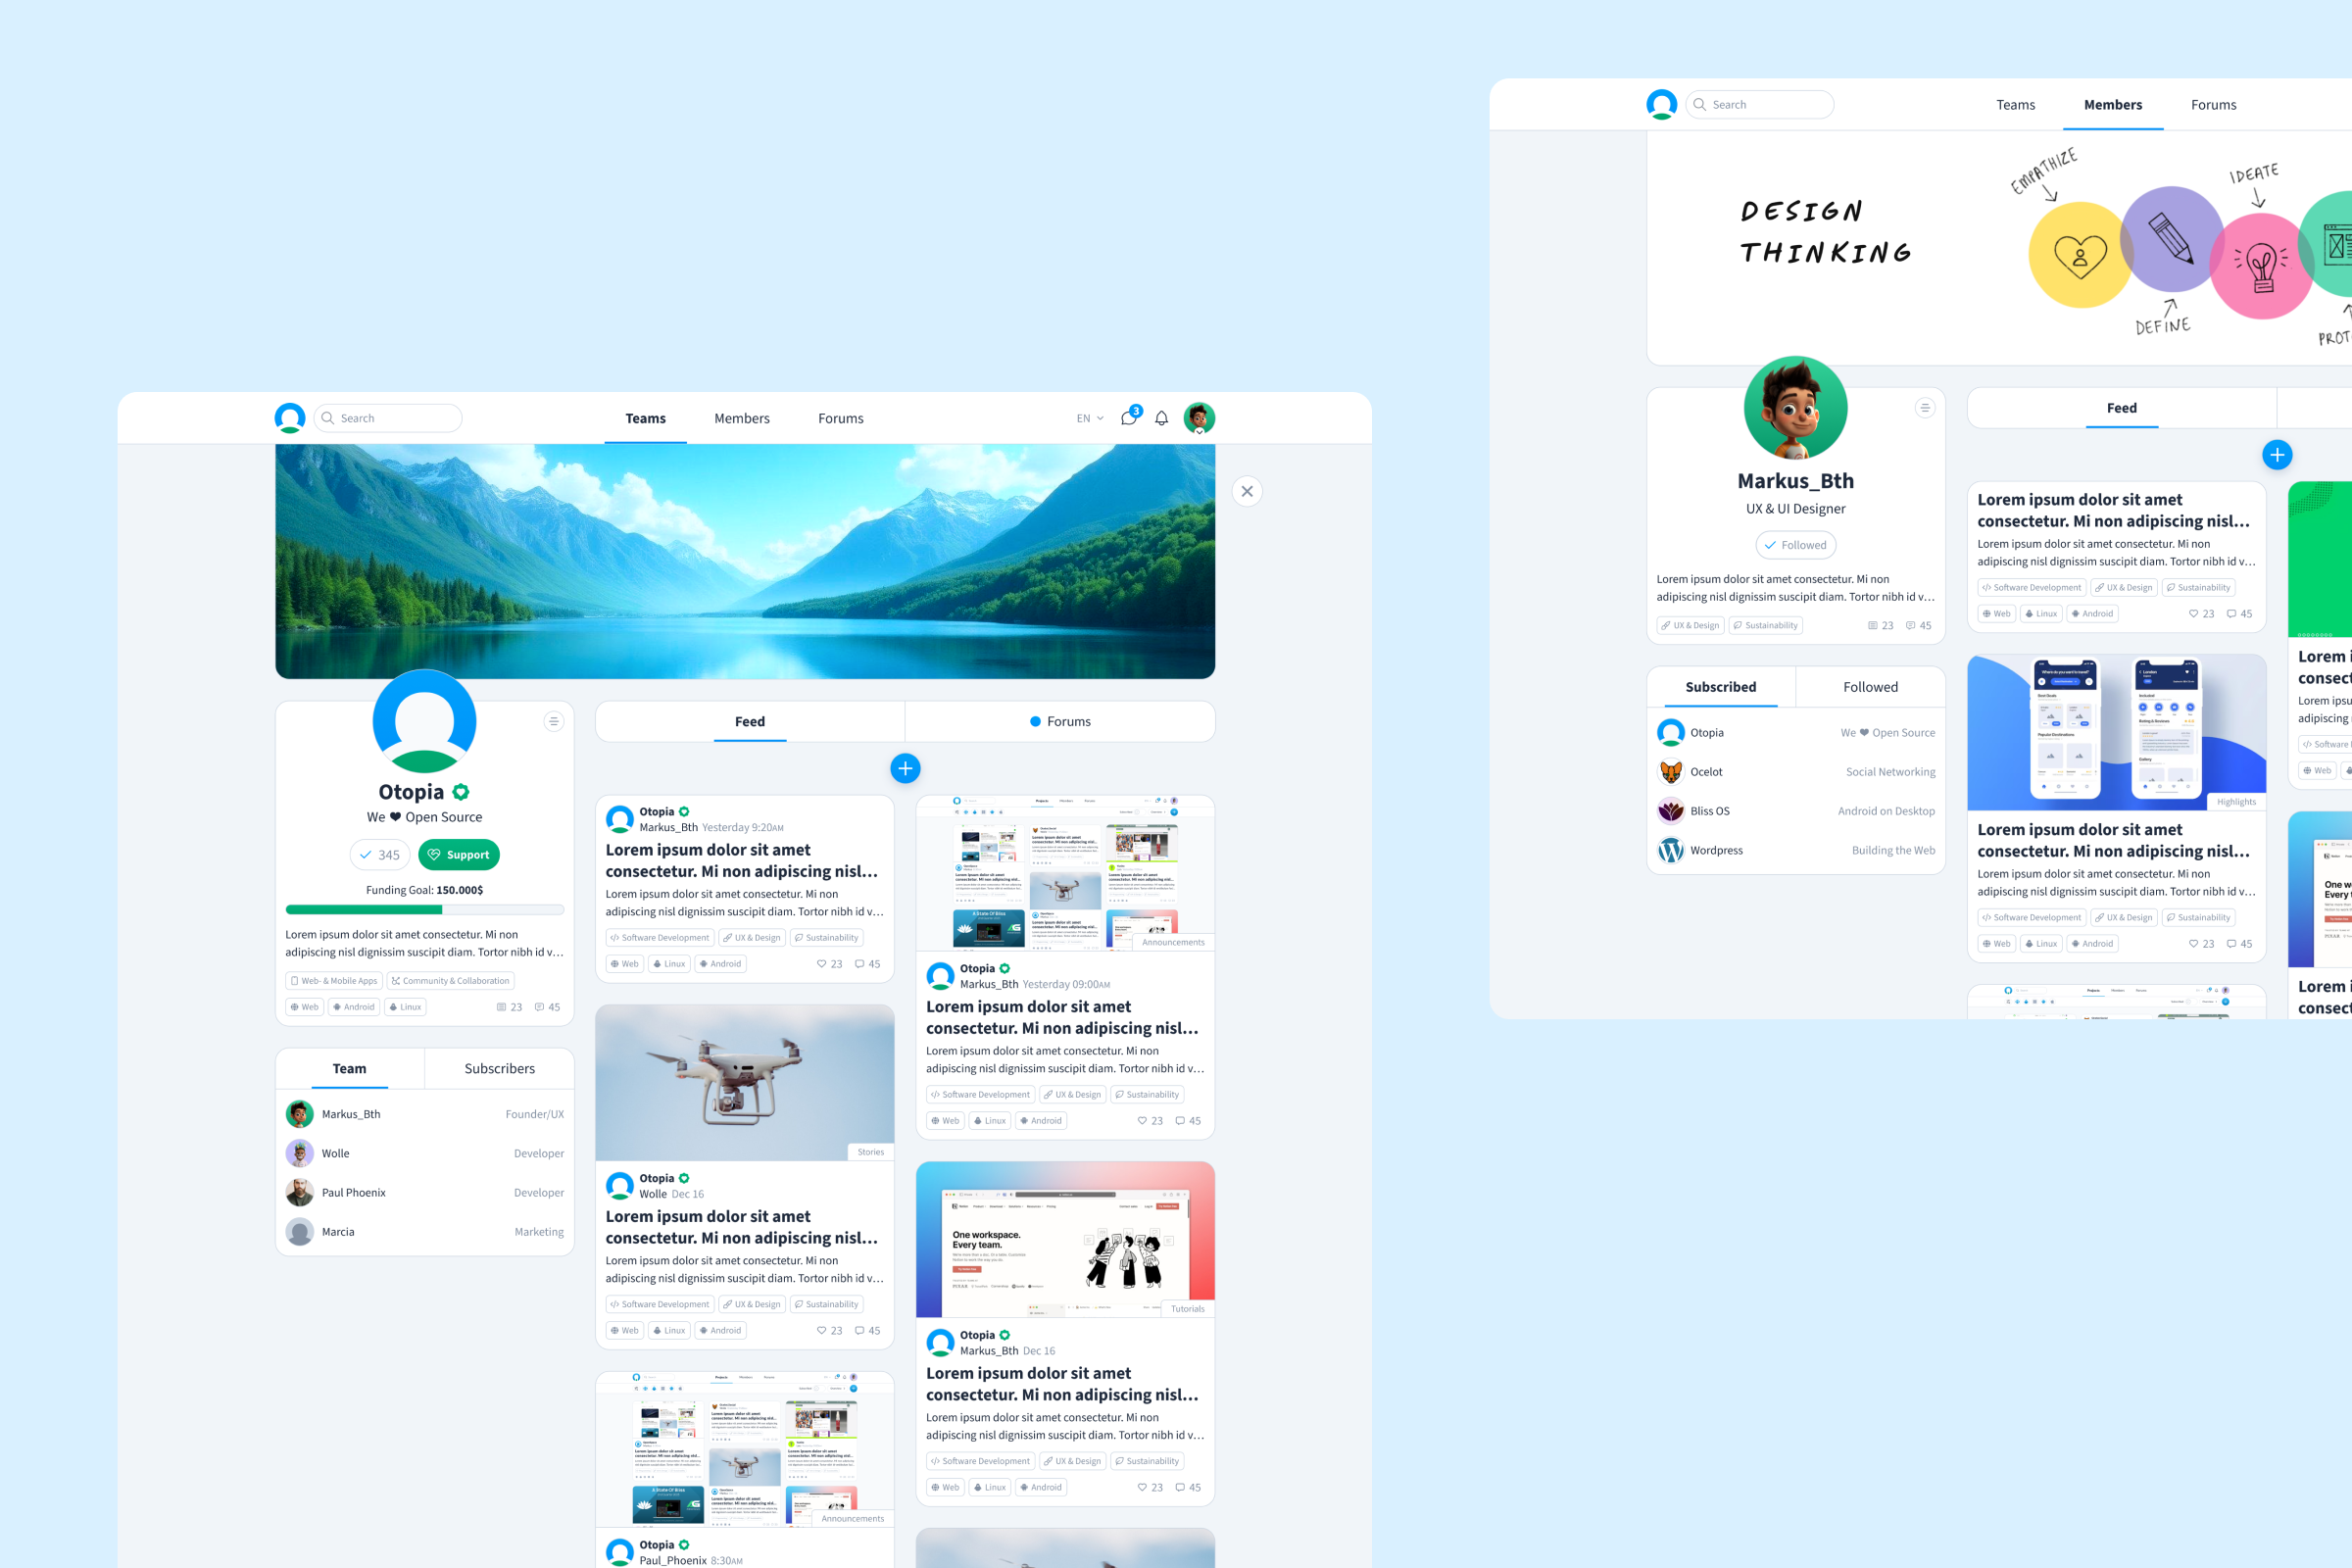 Search
Teams
Members
Forums
EN
3
Otopia
We ❤ Open Source
345
Support
Funding Goal: 150.000$
Lorem ipsum dolor sit amet consectetur. Mi non
adipiscing nisl dignissim suscipit diam. Tortor nibh id v…
Web- & Mobile Apps
Community & Collaboration
Web
Android
Linux
23
45
Team
Subscribers
Markus_Bth
Founder/UX
Wolle
Developer
Paul Phoenix
Developer
Marcia
Marketing
Feed
Forums
Otopia
Markus_Bth Yesterday 9:20AM
Lorem ipsum dolor sit amet
consectetur. Mi non adipiscing nisl…
Lorem ipsum dolor sit amet consectetur. Mi non
adipiscing nisl dignissim suscipit diam. Tortor nibh id v…
Software Development
UX & Design
Sustainability
Web
Linux
Android
23
45
Stories
Otopia
Wolle Dec 16
Lorem ipsum dolor sit amet
consectetur. Mi non adipiscing nisl…
Lorem ipsum dolor sit amet consectetur. Mi non
adipiscing nisl dignissim suscipit diam. Tortor nibh id v…
Software Development
UX & Design
Sustainability
Web
Linux
Android
23
45
Announcements
Otopia
Paul_Phoenix 8:30AM
Announcements
Otopia
Markus_Bth Yesterday 09:00AM
Lorem ipsum dolor sit amet
consectetur. Mi non adipiscing nisl…
Lorem ipsum dolor sit amet consectetur. Mi non
adipiscing nisl dignissim suscipit diam. Tortor nibh id v…
Software Development
UX & Design
Sustainability
Web
Linux
Android
23
45
One workspace.
Every team.
Tutorials
Otopia
Markus_Bth Dec 16
Lorem ipsum dolor sit amet
consectetur. Mi non adipiscing nisl…
Lorem ipsum dolor sit amet consectetur. Mi non
adipiscing nisl dignissim suscipit diam. Tortor nibh id v…
Software Development
UX & Design
Sustainability
Web
Linux
Android
23
45
Search
Teams
Members
Forums
DESIGN
THINKING
EMPATHIZE
DEFINE
IDEATE
PROT
Markus_Bth
UX & UI Designer
Followed
Lorem ipsum dolor sit amet consectetur. Mi non
adipiscing nisl dignissim suscipit diam. Tortor nibh id v…
UX & Design
Sustainability
23
45
Subscribed
Followed
Otopia
We ❤ Open Source
Ocelot
Social Networking
Bliss OS
Android on Desktop
Wordpress
Building the Web
Feed
Lorem ipsum dolor sit amet
consectetur. Mi non adipiscing nisl…
Lorem ipsum dolor sit amet consectetur. Mi non
adipiscing nisl dignissim suscipit diam. Tortor nibh id v…
Software Development
UX & Design
Sustainability
Web
Linux
Android
23
45
Highlights
Lorem ipsum dolor sit amet
consectetur. Mi non adipiscing nisl…
Lorem ipsum dolor sit amet consectetur. Mi non
adipiscing nisl dignissim suscipit diam. Tortor nibh id v…
Software Development
UX & Design
Sustainability
Web
Linux
Android
23
45
Lorem i
consect
Lorem ipsu
adipiscing
Software
Web
One w
Every
Lorem i
consect